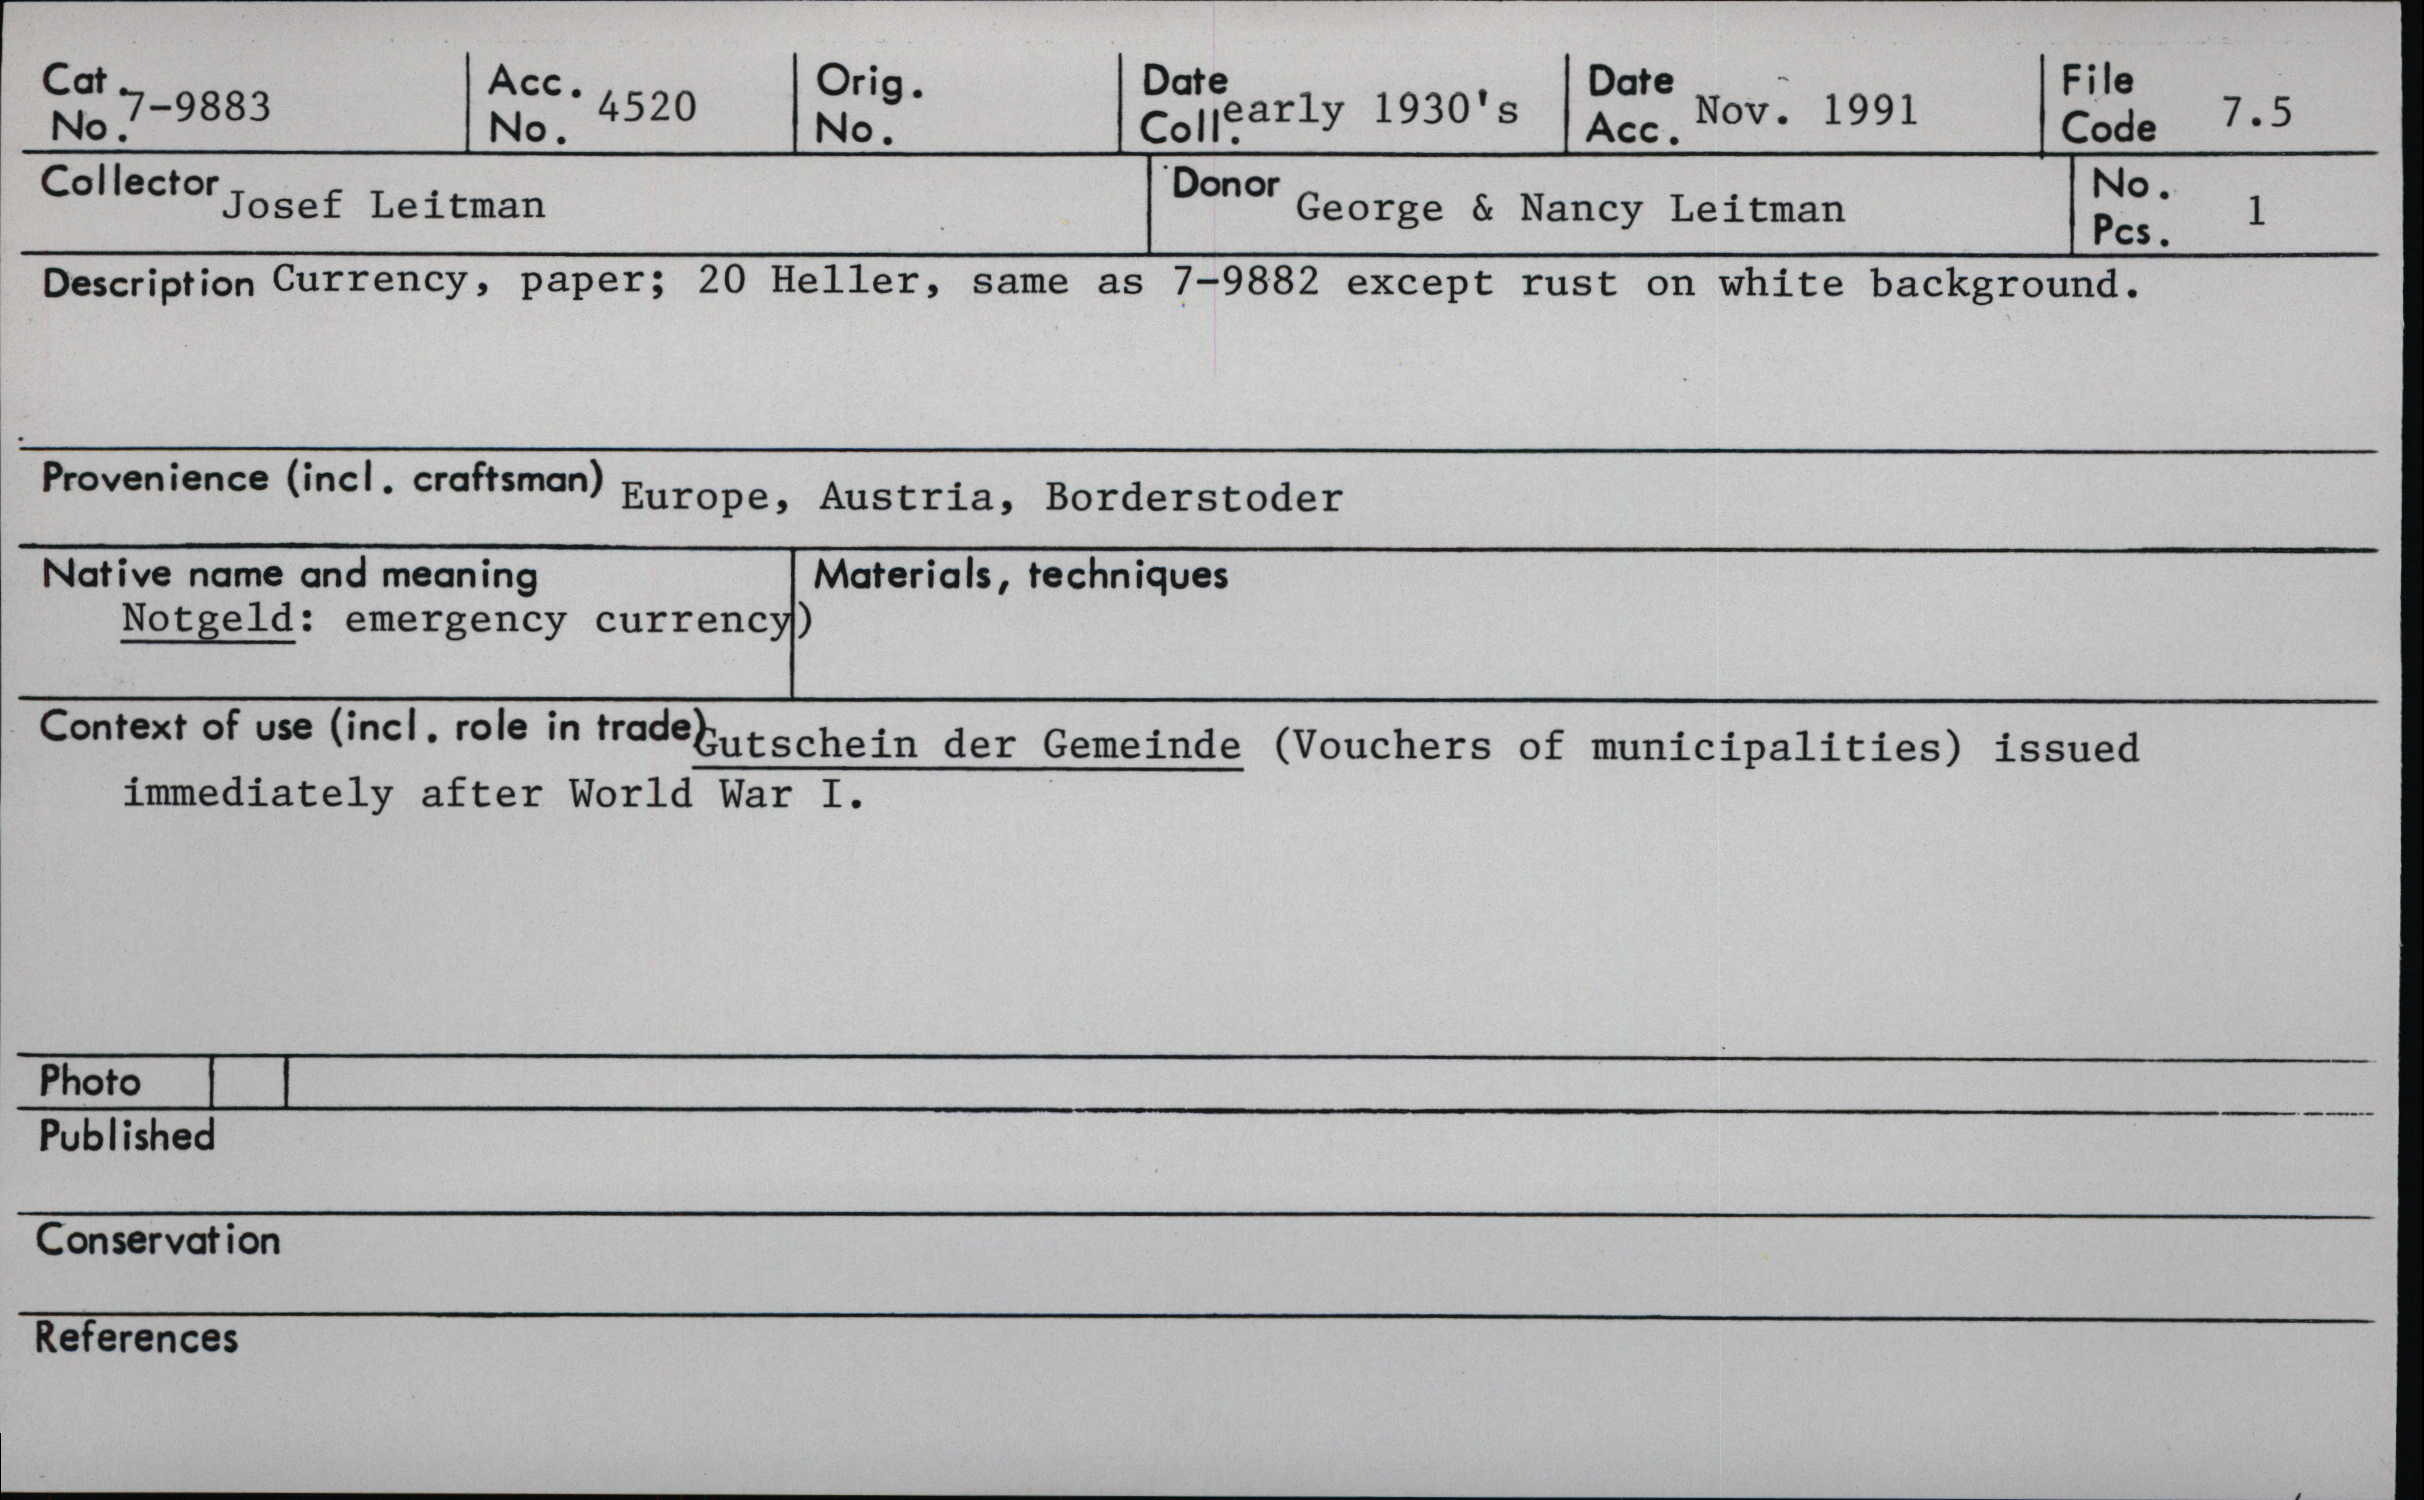 Cat. No. 7-9883 Acc. No. 4520 Orig. No. Date Coll. early 1930's Date Acc. Nov. 1991 File Code 7.5
Collector Josef Leitman Donor George & Nancy Leitman No. Pcs. 1
Description Currency, paper; 20 Heller, same as 7-9882 except rust on white background.
Provenience (incl. craftsman) Europe, Austria, Borderstoder
Native name and meaning Materials, techniques
Notgeld: emergency currency)
Context of use (incl. role in trade) Gutschein der Gemeinde (Vouchers of municipalities) issued
immediately after World War I.
Photo
Published
Conservation
References